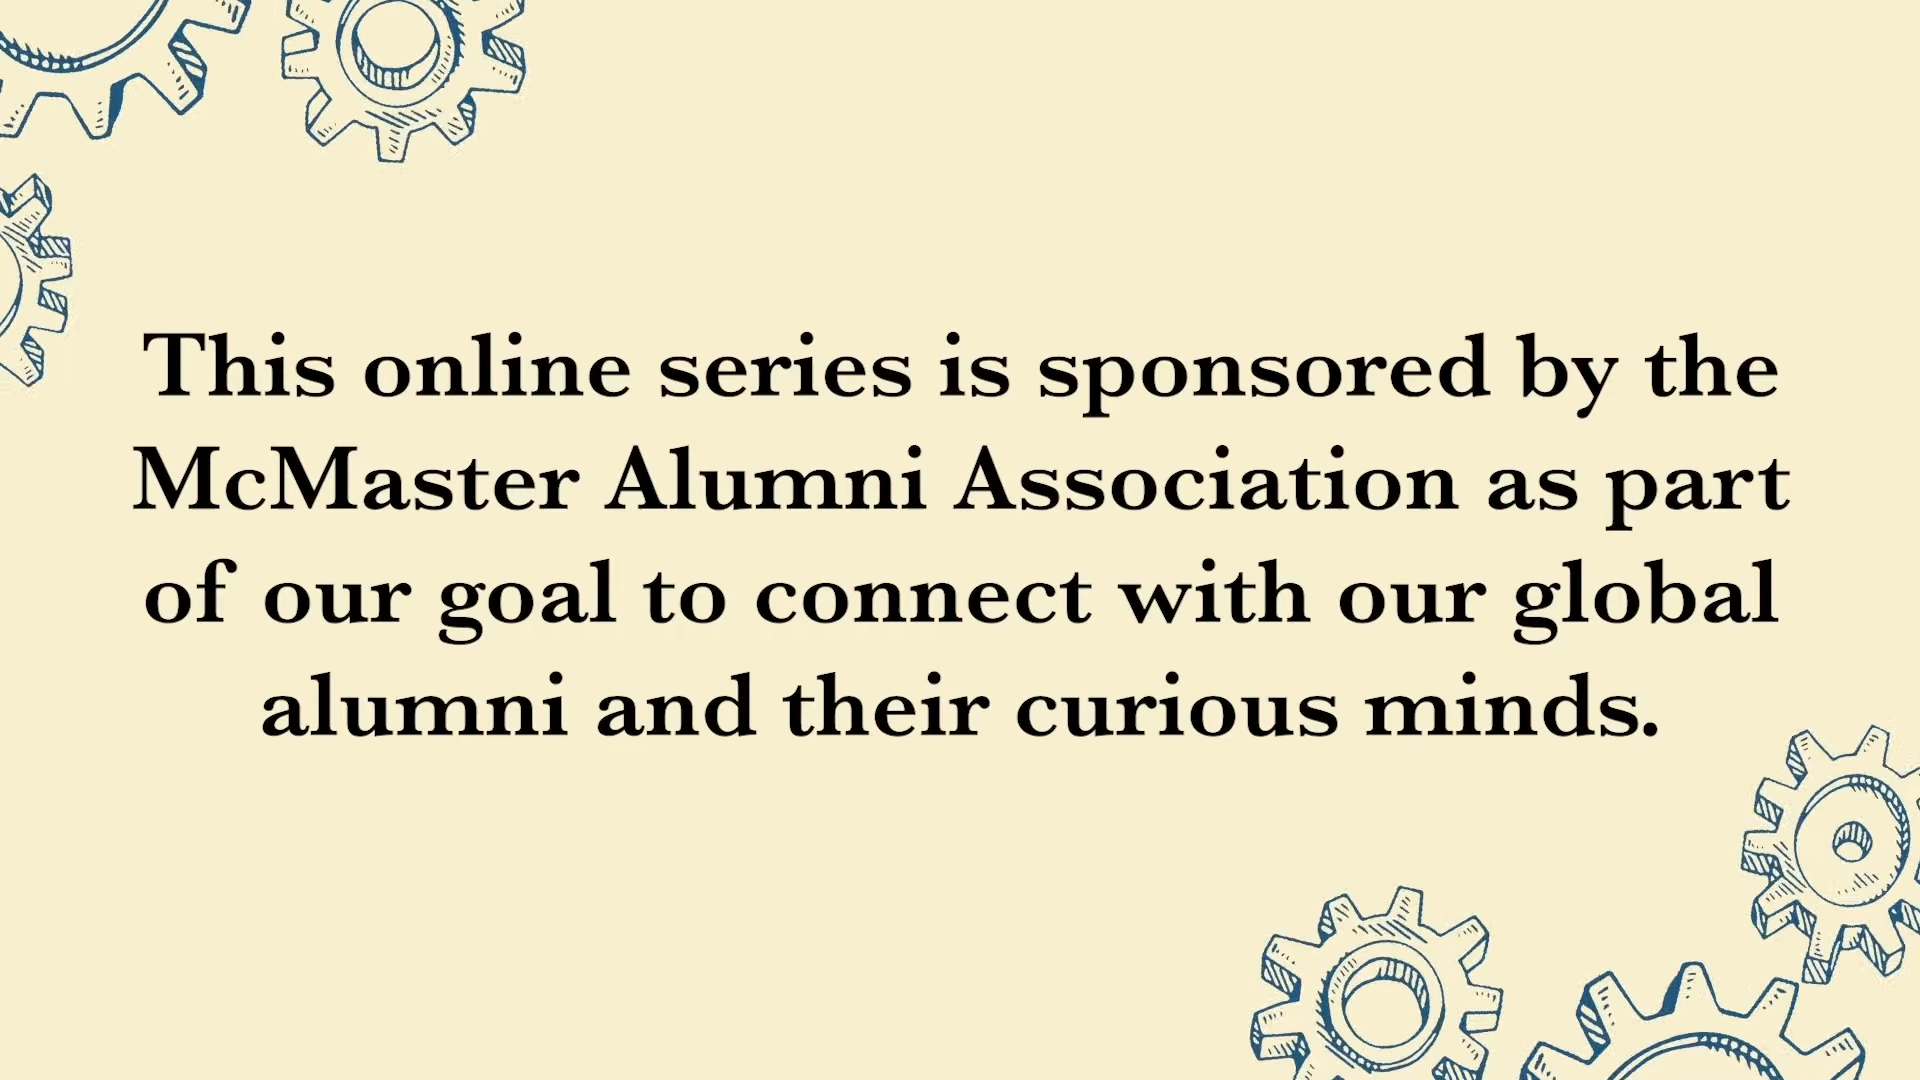 This online series is sponsored by the
McMaster Alumni Association as part
of our goal to connect with our global
alumni and their curious minds.